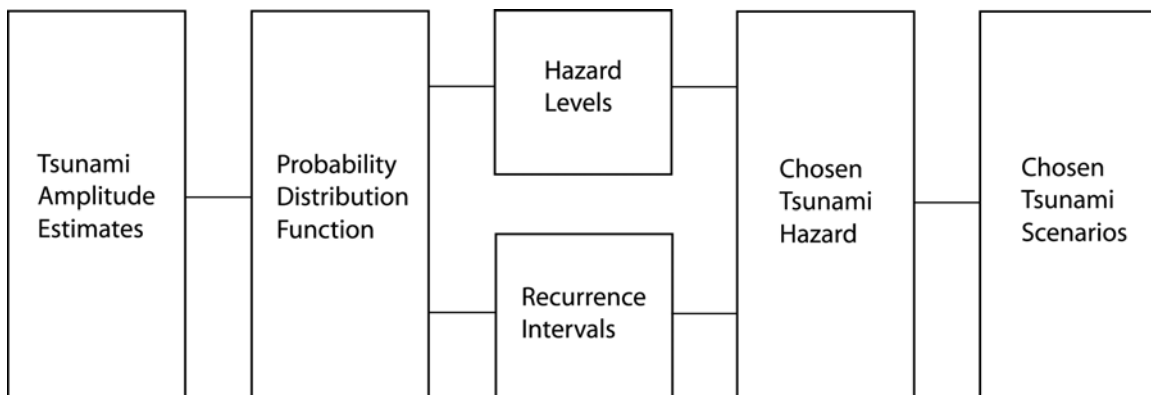 Tsunami
Amplitude
Estimates
Probability
Distribution
Function
Hazard
Levels
Recurrence
Intervals
Chosen
Tsunami
Hazard
Chosen
Tsunami
Scenarios